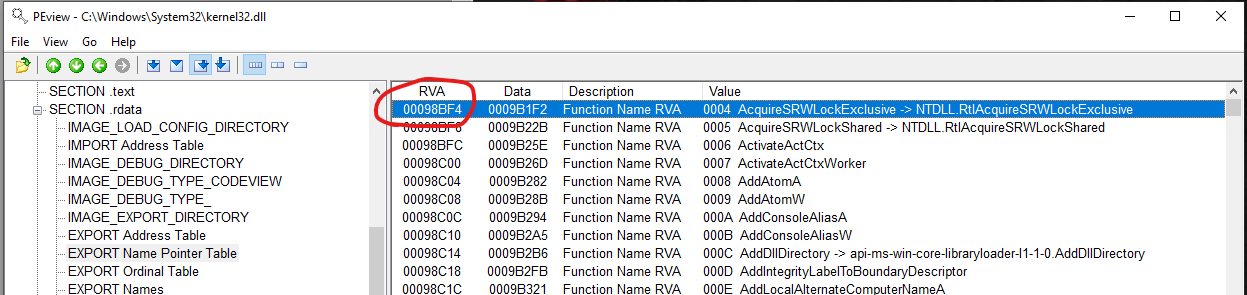 PEview - C:\Windows\System32\kernel32.dll
File View Go Help
SECTION .text
SECTION .rdata
IMAGE_LOAD_CONFIG_DIRECTORY
IMPORT Address Table
IMAGE_DEBUG_DIRECTORY
IMAGE_DEBUG_TYPE_CODEVIEW
IMAGE_DEBUG_TYPE_
IMAGE_EXPORT_DIRECTORY
EXPORT Address Table
EXPORT Name Pointer Table
EXPORT Ordinal Table
EXPORT Names
RVA Data Description Value
00098BF4 0009B1F2 Function Name RVA 0004 AcquireSRWLockExclusive -> NTDLL.RtlAcquireSRWLockExclusive
00098BF8 0009B22B Function Name RVA 0005 AcquireSRWLockShared -> NTDLL.RtlAcquireSRWLockShared
00098BFC 0009B25E Function Name RVA 0006 ActivateActCtx
00098C00 0009B26D Function Name RVA 0007 ActivateActCtxWorker
00098C04 0009B282 Function Name RVA 0008 AddAtomA
00098C08 0009B28B Function Name RVA 0009 AddAtomW
00098C0C 0009B294 Function Name RVA 000A AddConsoleAliasA
00098C10 0009B2A5 Function Name RVA 000B AddConsoleAliasW
00098C14 0009B2B6 Function Name RVA 000C AddDllDirectory -> api-ms-win-core-libraryloader-l1-1-0.AddDllDirectory
00098C18 0009B2FB Function Name RVA 000D AddIntegrityLabelToBoundaryDescriptor
00098C1C 0009B321 Function Name RVA 000E AddLocalAlternateComputerNameA